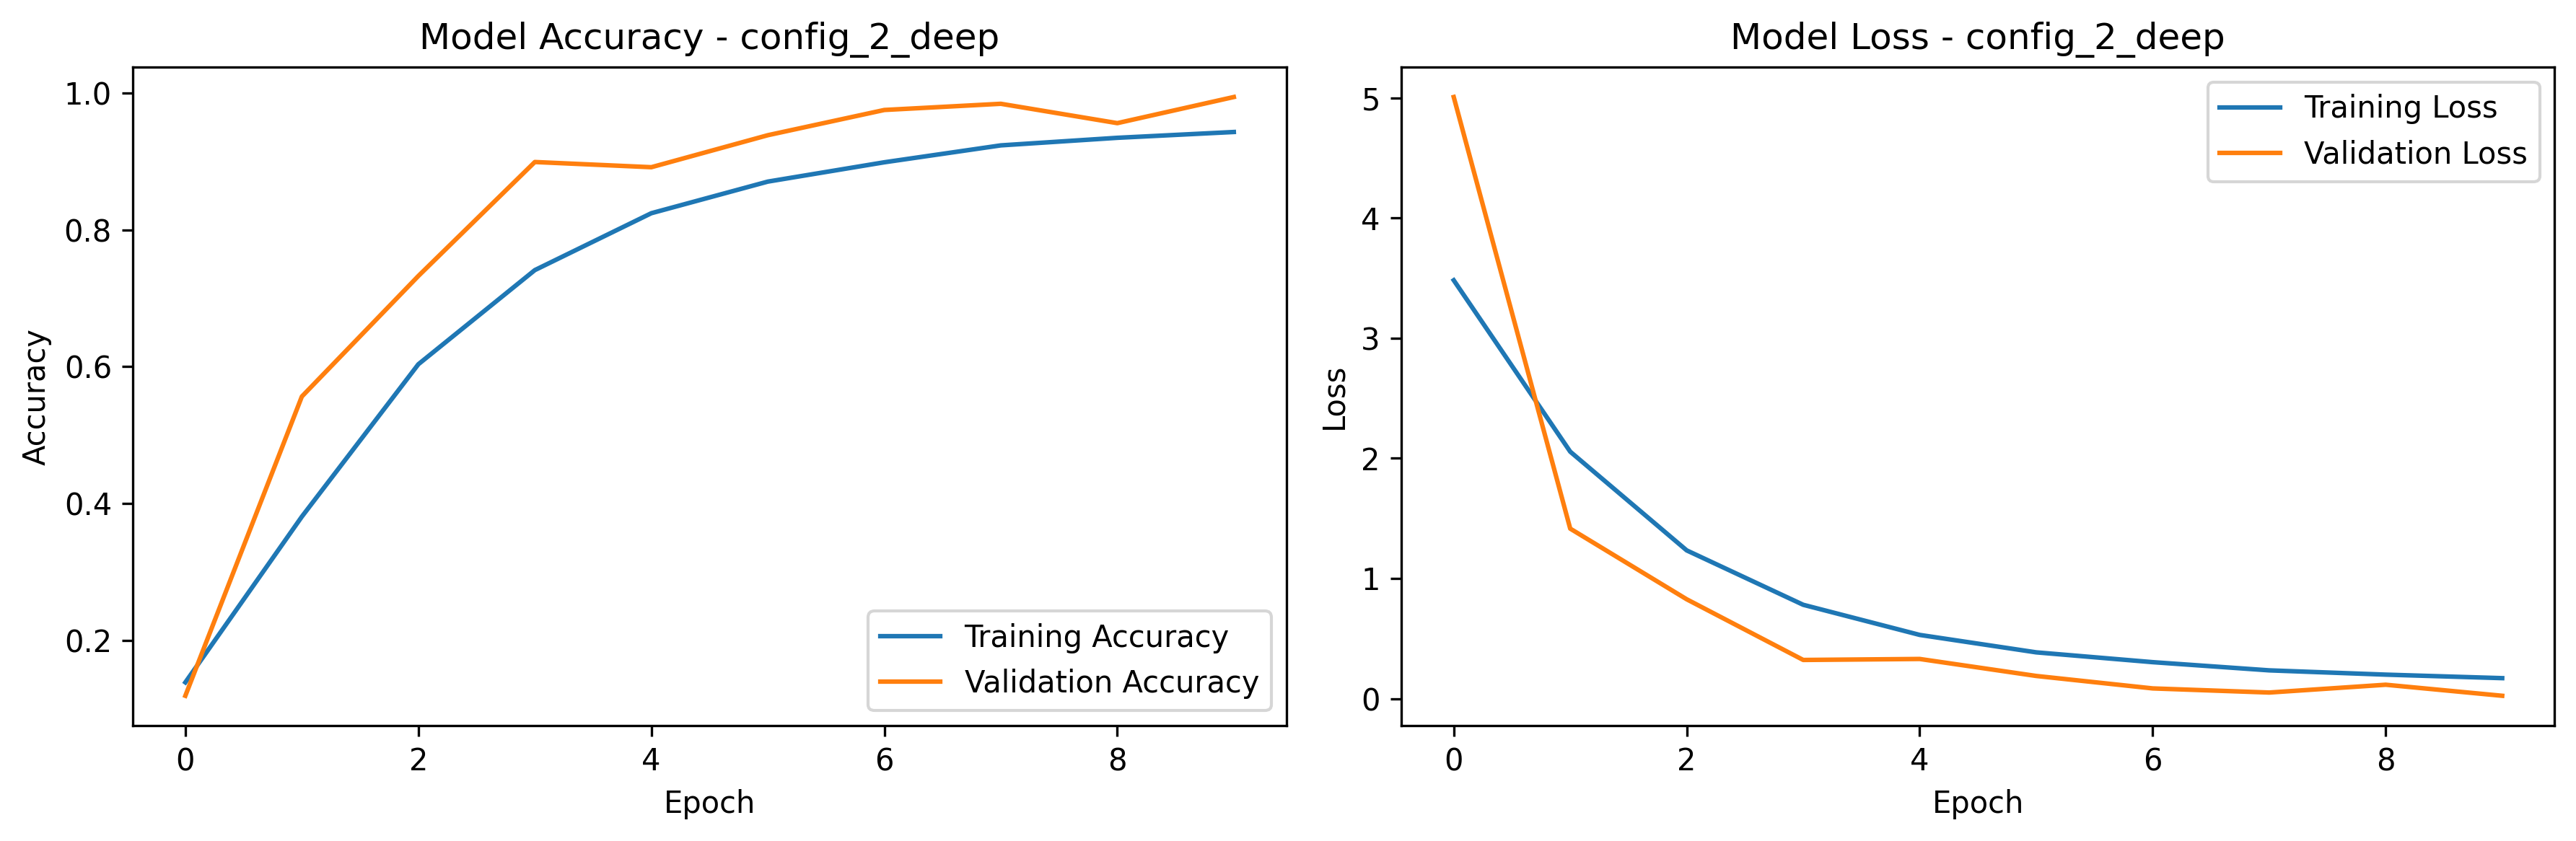 Model Accuracy - config_2_deep
1.0
0.8
0.6
0.4
0.2
Accuracy
0 2 4 6 8
Epoch
Training Accuracy
Validation Accuracy
Model Loss - config_2_deep
5
4
3
2
1
0
Loss
0 2 4 6 8
Epoch
Training Loss
Validation Loss